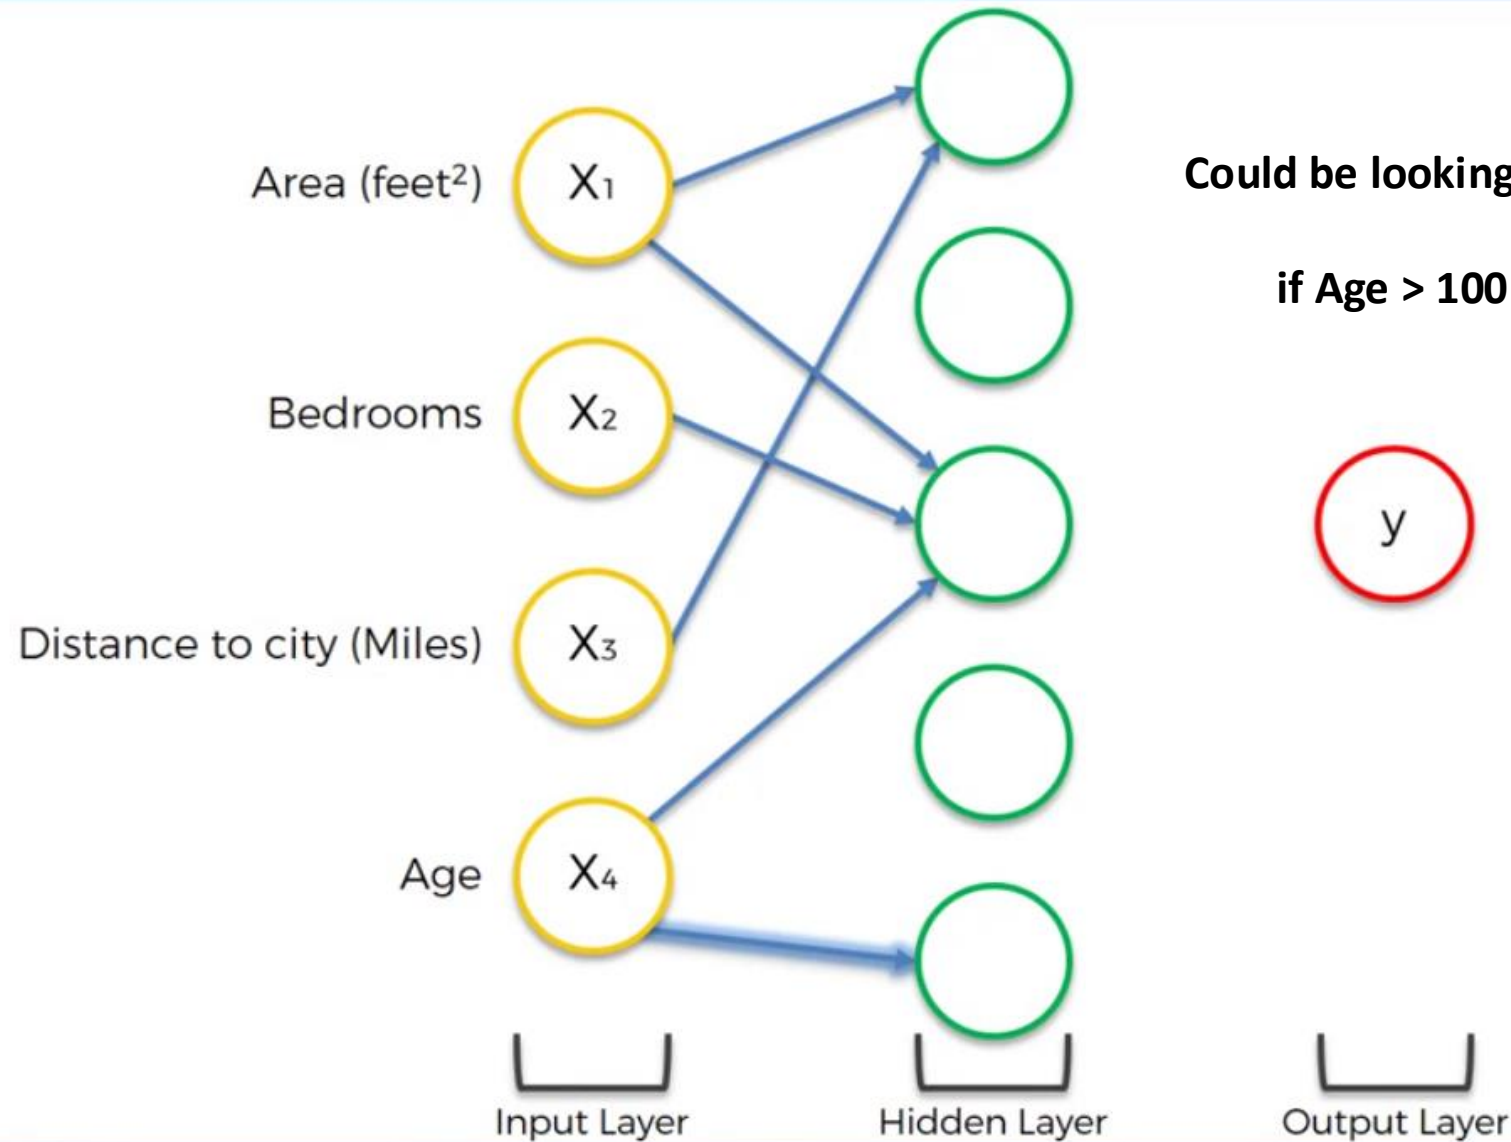 Could be looking
Area (feet²) X₁
if Age > 100
Bedrooms X₂
y
Distance to city (Miles) X₃
Age X₄
Input Layer Hidden Layer Output Layer